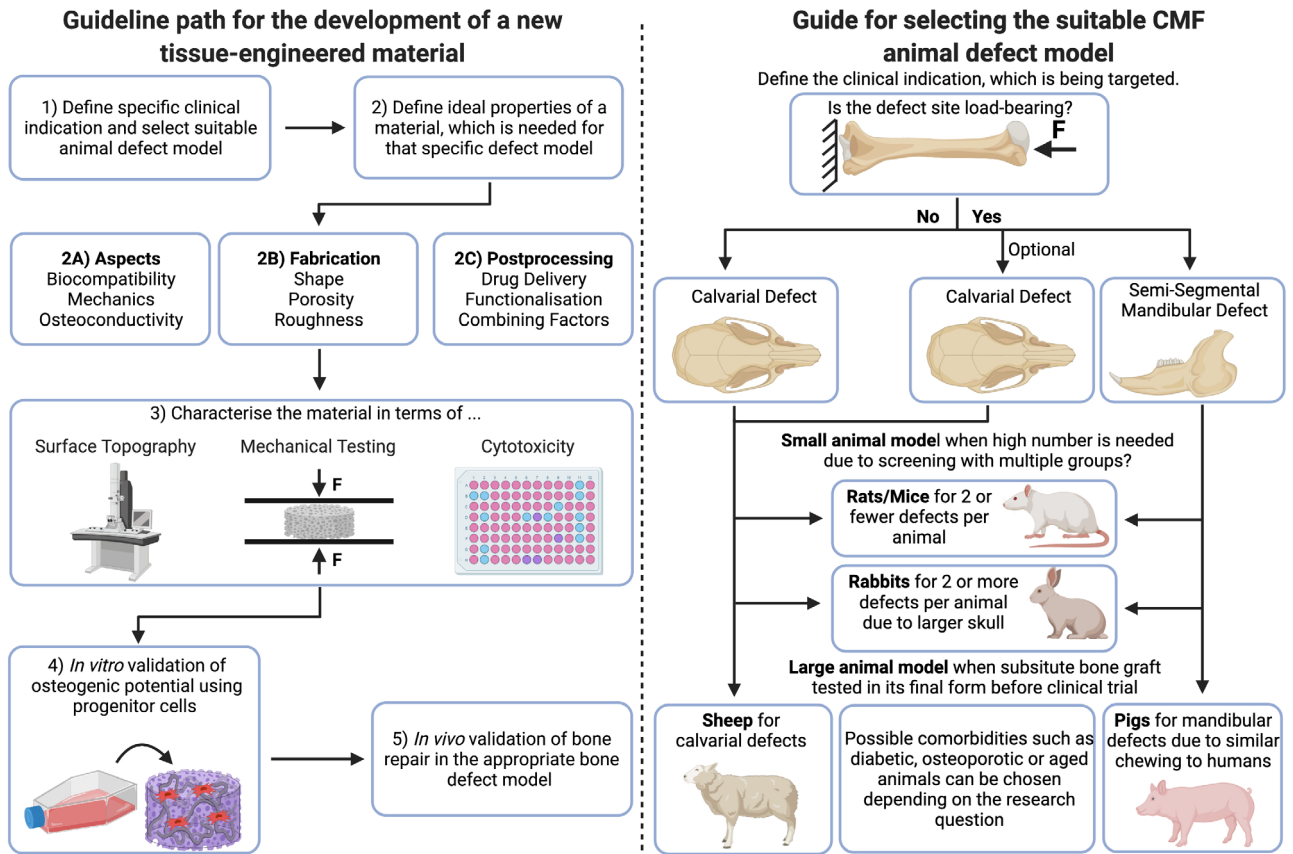 Guideline path for the development of a new
tissue-engineered material
1) Define specific clinical
indication and select suitable
animal defect model
2) Define ideal properties of a
material, which is needed for
that specific defect model
2A) Aspects
Biocompatibility
Mechanics
Osteoconductivity
2B) Fabrication
Shape
Porosity
Roughness
2C) Postprocessing
Drug Delivery
Functionalisation
Combining Factors
3) Characterise the material in terms of ...
Surface Topography
Mechanical Testing
Cytotoxicity
F
F
4) In vitro validation of
osteogenic potential using
progenitor cells
5) In vivo validation of bone
repair in the appropriate bone
defect model
Guide for selecting the suitable CMF
animal defect model
Define the clinical indication, which is being targeted.
Is the defect site load-bearing?
F
No
Yes
Optional
Calvarial Defect
Calvarial Defect
Semi-Segmental
Mandibular Defect
Small animal model when high number is needed
due to screening with multiple groups?
Rats/Mice for 2 or
fewer defects per
animal
Rabbits for 2 or more
defects per animal
due to larger skull
Large animal model when subsitute bone graft
tested in its final form before clinical trial
Sheep for
calvarial defects
Possible comorbidities such as
diabetic, osteoporotic or aged
animals can be chosen
depending on the research
question
Pigs for mandibular
defects due to similar
chewing to humans